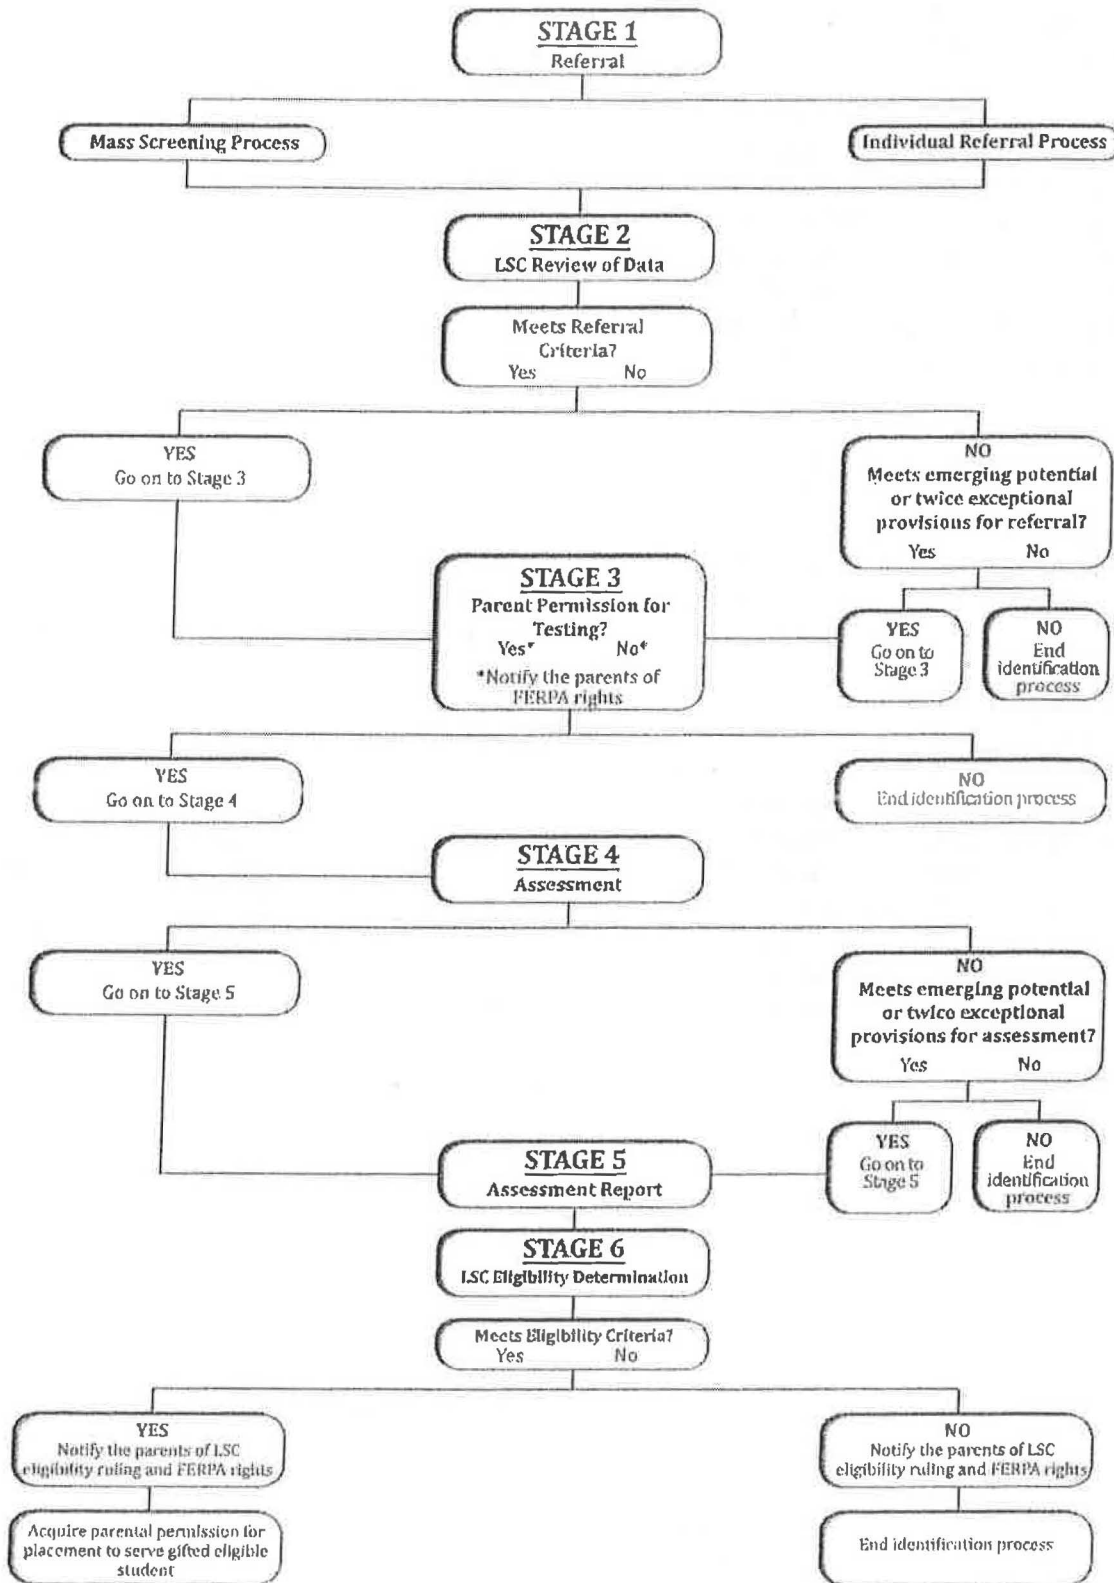 STAGE 1
Referral
Mass Screening Process
Individual Referral Process
STAGE 2
LSC Review of Data
Meets Referral
Criteria?
Yes No
YES
Go on to Stage 3
NO
Meets emerging potential
or twice exceptional
provisions for referral?
Yes No
STAGE 3
Parent Permission for
Testing?
Yes* No*
*Notify the parents of
FERPA rights
YES
Go on to
Stage 3
NO
End
identification
process
YES
Go on to Stage 4
NO
End identification process
STAGE 4
Assessment
YES
Go on to Stage 5
NO
Meets emerging potential
or twice exceptional
provisions for assessment?
Yes No
STAGE 5
Assessment Report
YES
Go on to
Stage 5
NO
End
identification
process
STAGE 6
LSC Eligibility Determination
Meets Eligibility Criteria?
Yes No
YES
Notify the parents of LSC
eligibility ruling and FERPA rights
NO
Notify the parents of LSC
eligibility ruling and FERPA rights
Acquire parental permission for
placement to serve gifted eligible
student
End identification process